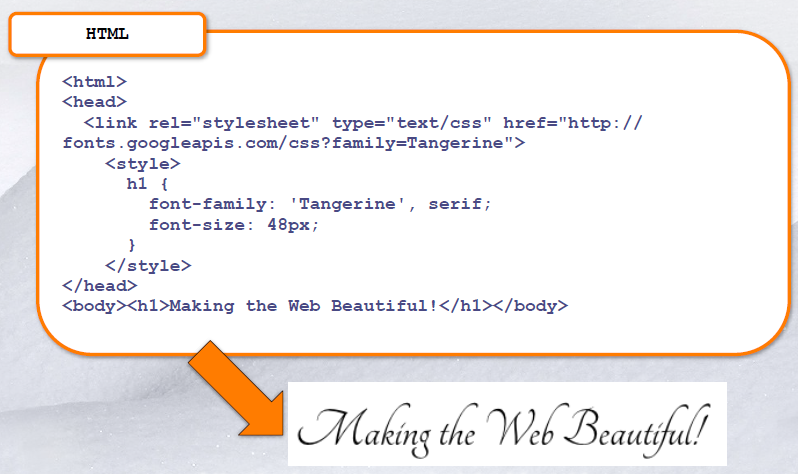 HTML
<html>
<head>
  <link rel="stylesheet" type="text/css" href="http://
fonts.googleapis.com/css?family=Tangerine">
    <style>
      h1 {
        font-family: 'Tangerine', serif;
        font-size: 48px;
      }
    </style>
</head>
<body><h1>Making the Web Beautiful!</h1></body>
Making the Web Beautiful!